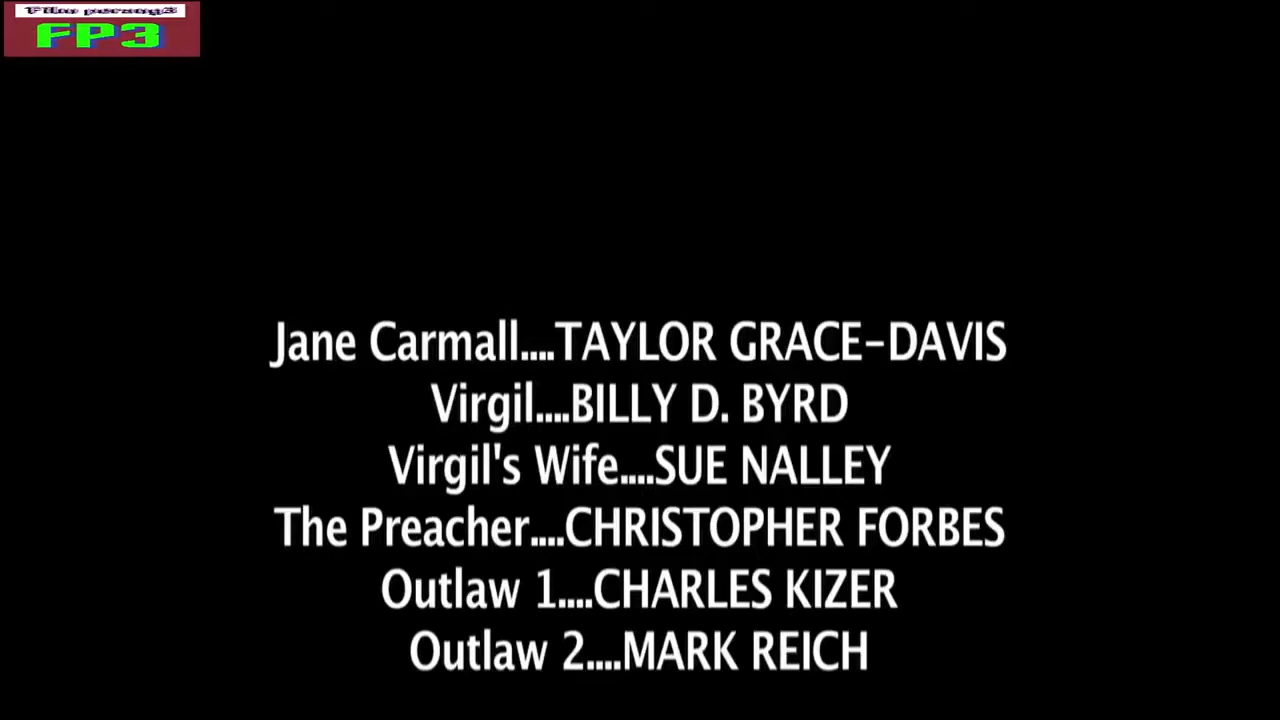 FP3
Jane Carmall....TAYLOR GRACE-DAVIS
Virgil....BILLY D. BYRD
Virgil's Wife....SUE NALLEY
The Preacher....CHRISTOPHER FORBES
Outlaw 1....CHARLES KIZER
Outlaw 2....MARK REICH